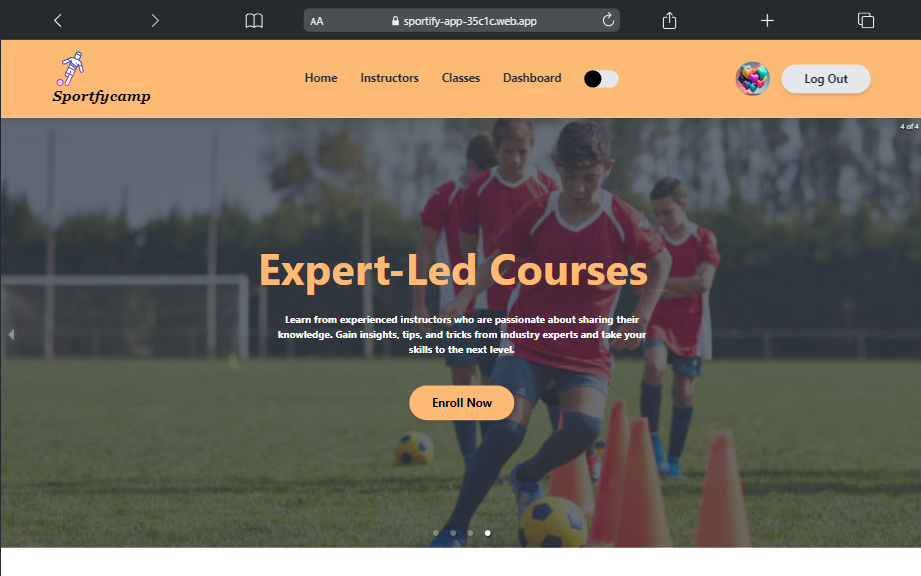 AA
sportify-app-35c1c.web.app
Sportfycamp
Home
Instructors
Classes
Dashboard
Log Out
4 of 4
Expert-Led Courses
Learn from experienced instructors who are passionate about sharing their
knowledge. Gain insights, tips, and tricks from industry experts and take your
skills to the next level.
Enroll Now